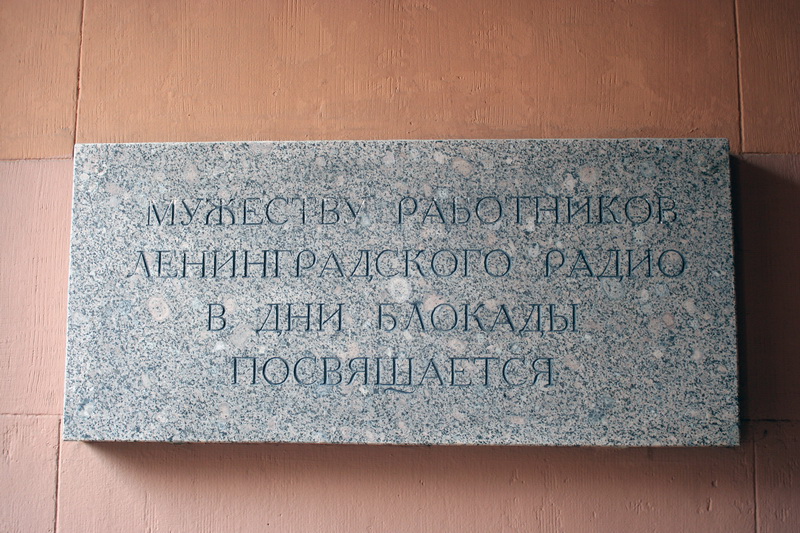 МУЖЕСТВУ РАБОТНИКОВ
ЛЕНИНГРАДСКОГО РАДИО
В ДНИ БЛОКАДЫ
ПОСВЯЩАЕТСЯ